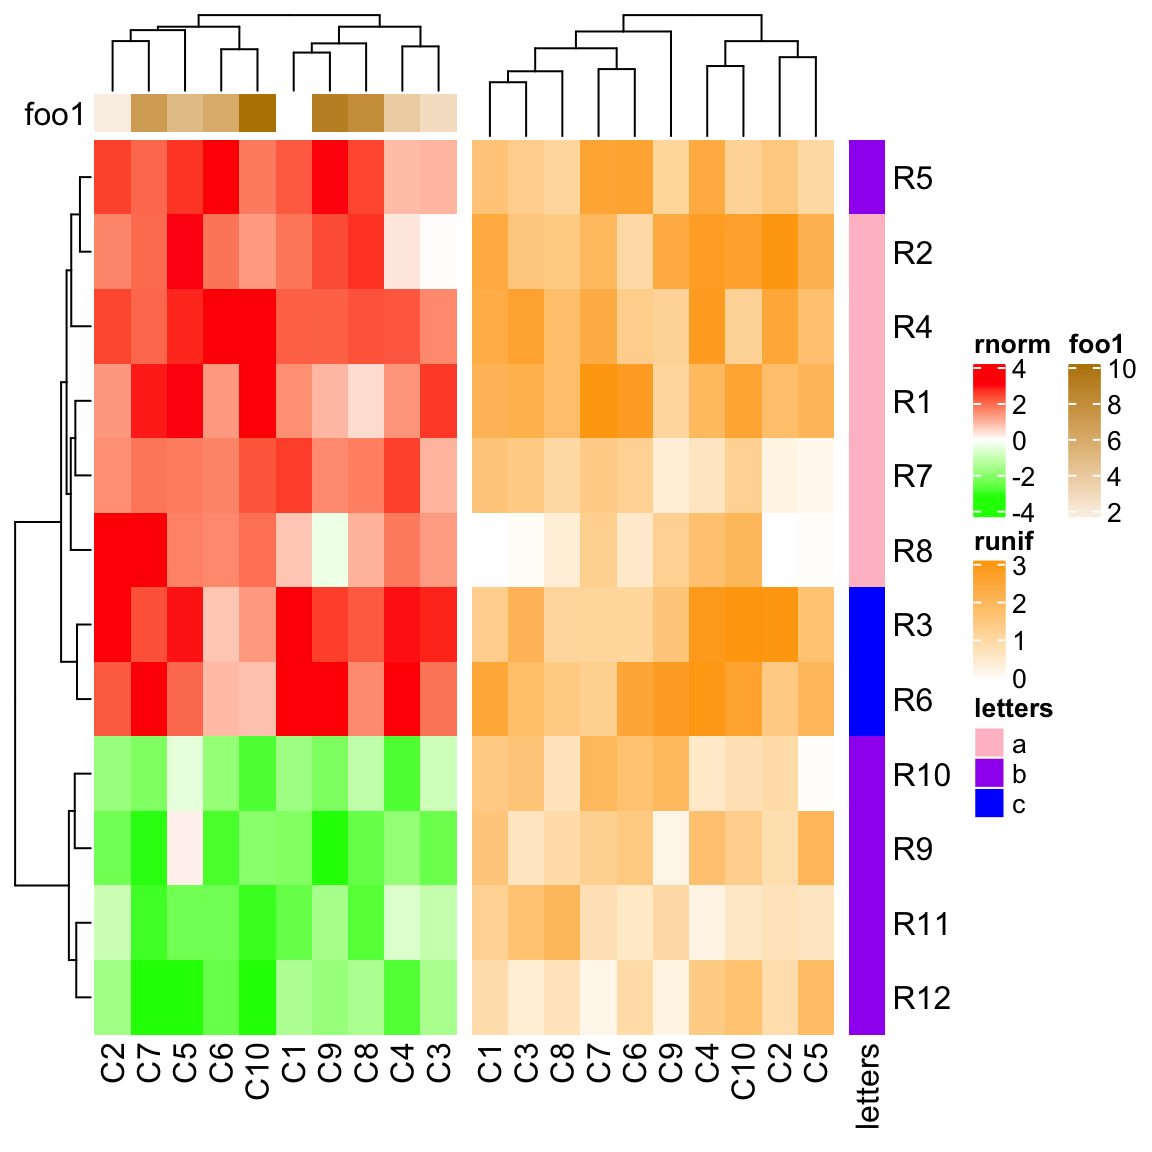 foo1
R5
R2
R4
R1
R7
R8
R3
R6
R10
R9
R11
R12
C2 C7 C5 C6 C10 C1 C9 C8 C4 C3
C1 C3 C8 C7 C6 C9 C4 C10 C2 C5
letters
rnorm
4
2
0
-2
-4
foo1
10
8
6
4
2
runif
3
2
1
0
letters
a
b
c